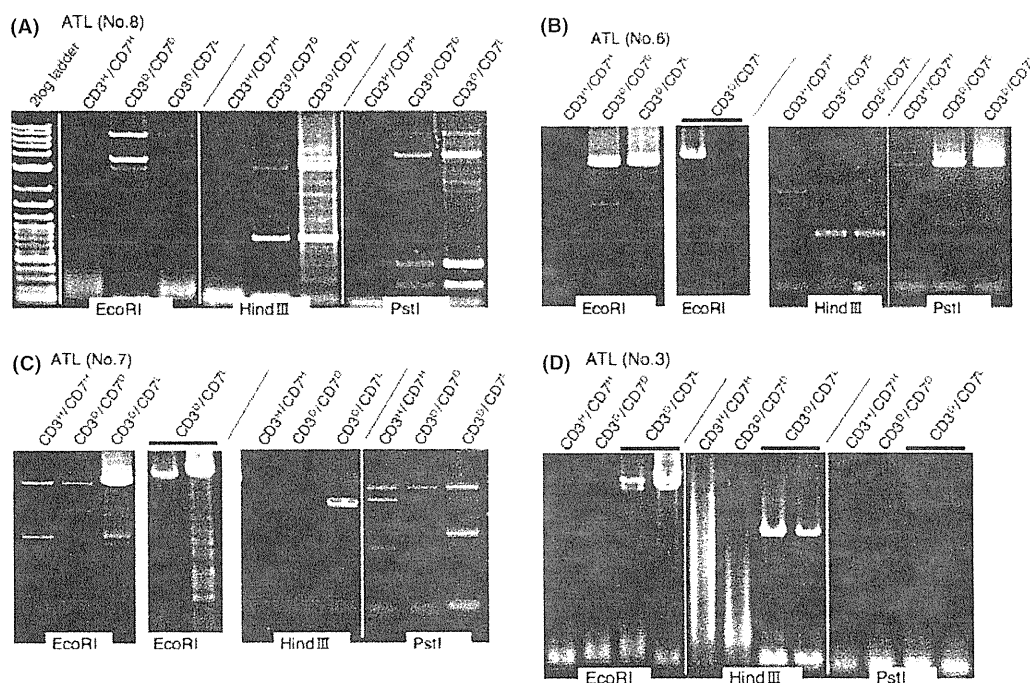 (A) ATL (No.8)
2log laddet
CD3ᴴ/CD7ᴴ
CD3ᴰ/CD7ᴰ
CD3ᴰ/CD7ᴸ
CD3ᴴ/CD7ᴴ
CD3ᴰ/CD7ᴰ
CD3ᴰ/CD7ᴸ
CD3ᴴ/CD7ᴴ
CD3ᴰ/CD7ᴰ
CD3ᴰ/CD7ᴸ
EcoRI
Hind III
PstI
(B) ATL (No.6)
CD3ᴴ/CD7ᴴ
CD3ᴰ/CD7ᴰ
CD3ᴰ/CD7ᴸ
CD3ᴰ/CD7ᴸ
CD3ᴴ/CD7ᴴ
CD3ᴰ/CD7ᴰ
CD3ᴰ/CD7ᴸ
CD3ᴴ/CD7ᴴ
CD3ᴰ/CD7ᴰ
CD3ᴰ/CD7ᴸ
EcoRI
EcoRI
Hind III
PstI
(C) ATL (No.7)
CD3ᴴ/CD7ᴴ
CD3ᴰ/CD7ᴰ
CD3ᴰ/CD7ᴸ
CD3ᴰ/CD7ᴸ
CD3ᴴ/CD7ᴴ
CD3ᴰ/CD7ᴰ
CD3ᴰ/CD7ᴸ
CD3ᴴ/CD7ᴴ
CD3ᴰ/CD7ᴰ
CD3ᴰ/CD7ᴸ
EcoRI
EcoRI
Hind III
PstI
(D) ATL (No.3)
CD3ᴴ/CD7ᴴ
CD3ᴰ/CD7ᴰ
CD3ᴰ/CD7ᴸ
CD3ᴴ/CD7ᴴ
CD3ᴰ/CD7ᴰ
CD3ᴰ/CD7ᴸ
CD3ᴴ/CD7ᴴ
CD3ᴰ/CD7ᴰ
CD3ᴰ/CD7ᴸ
EcoRI
Hind III
PstI